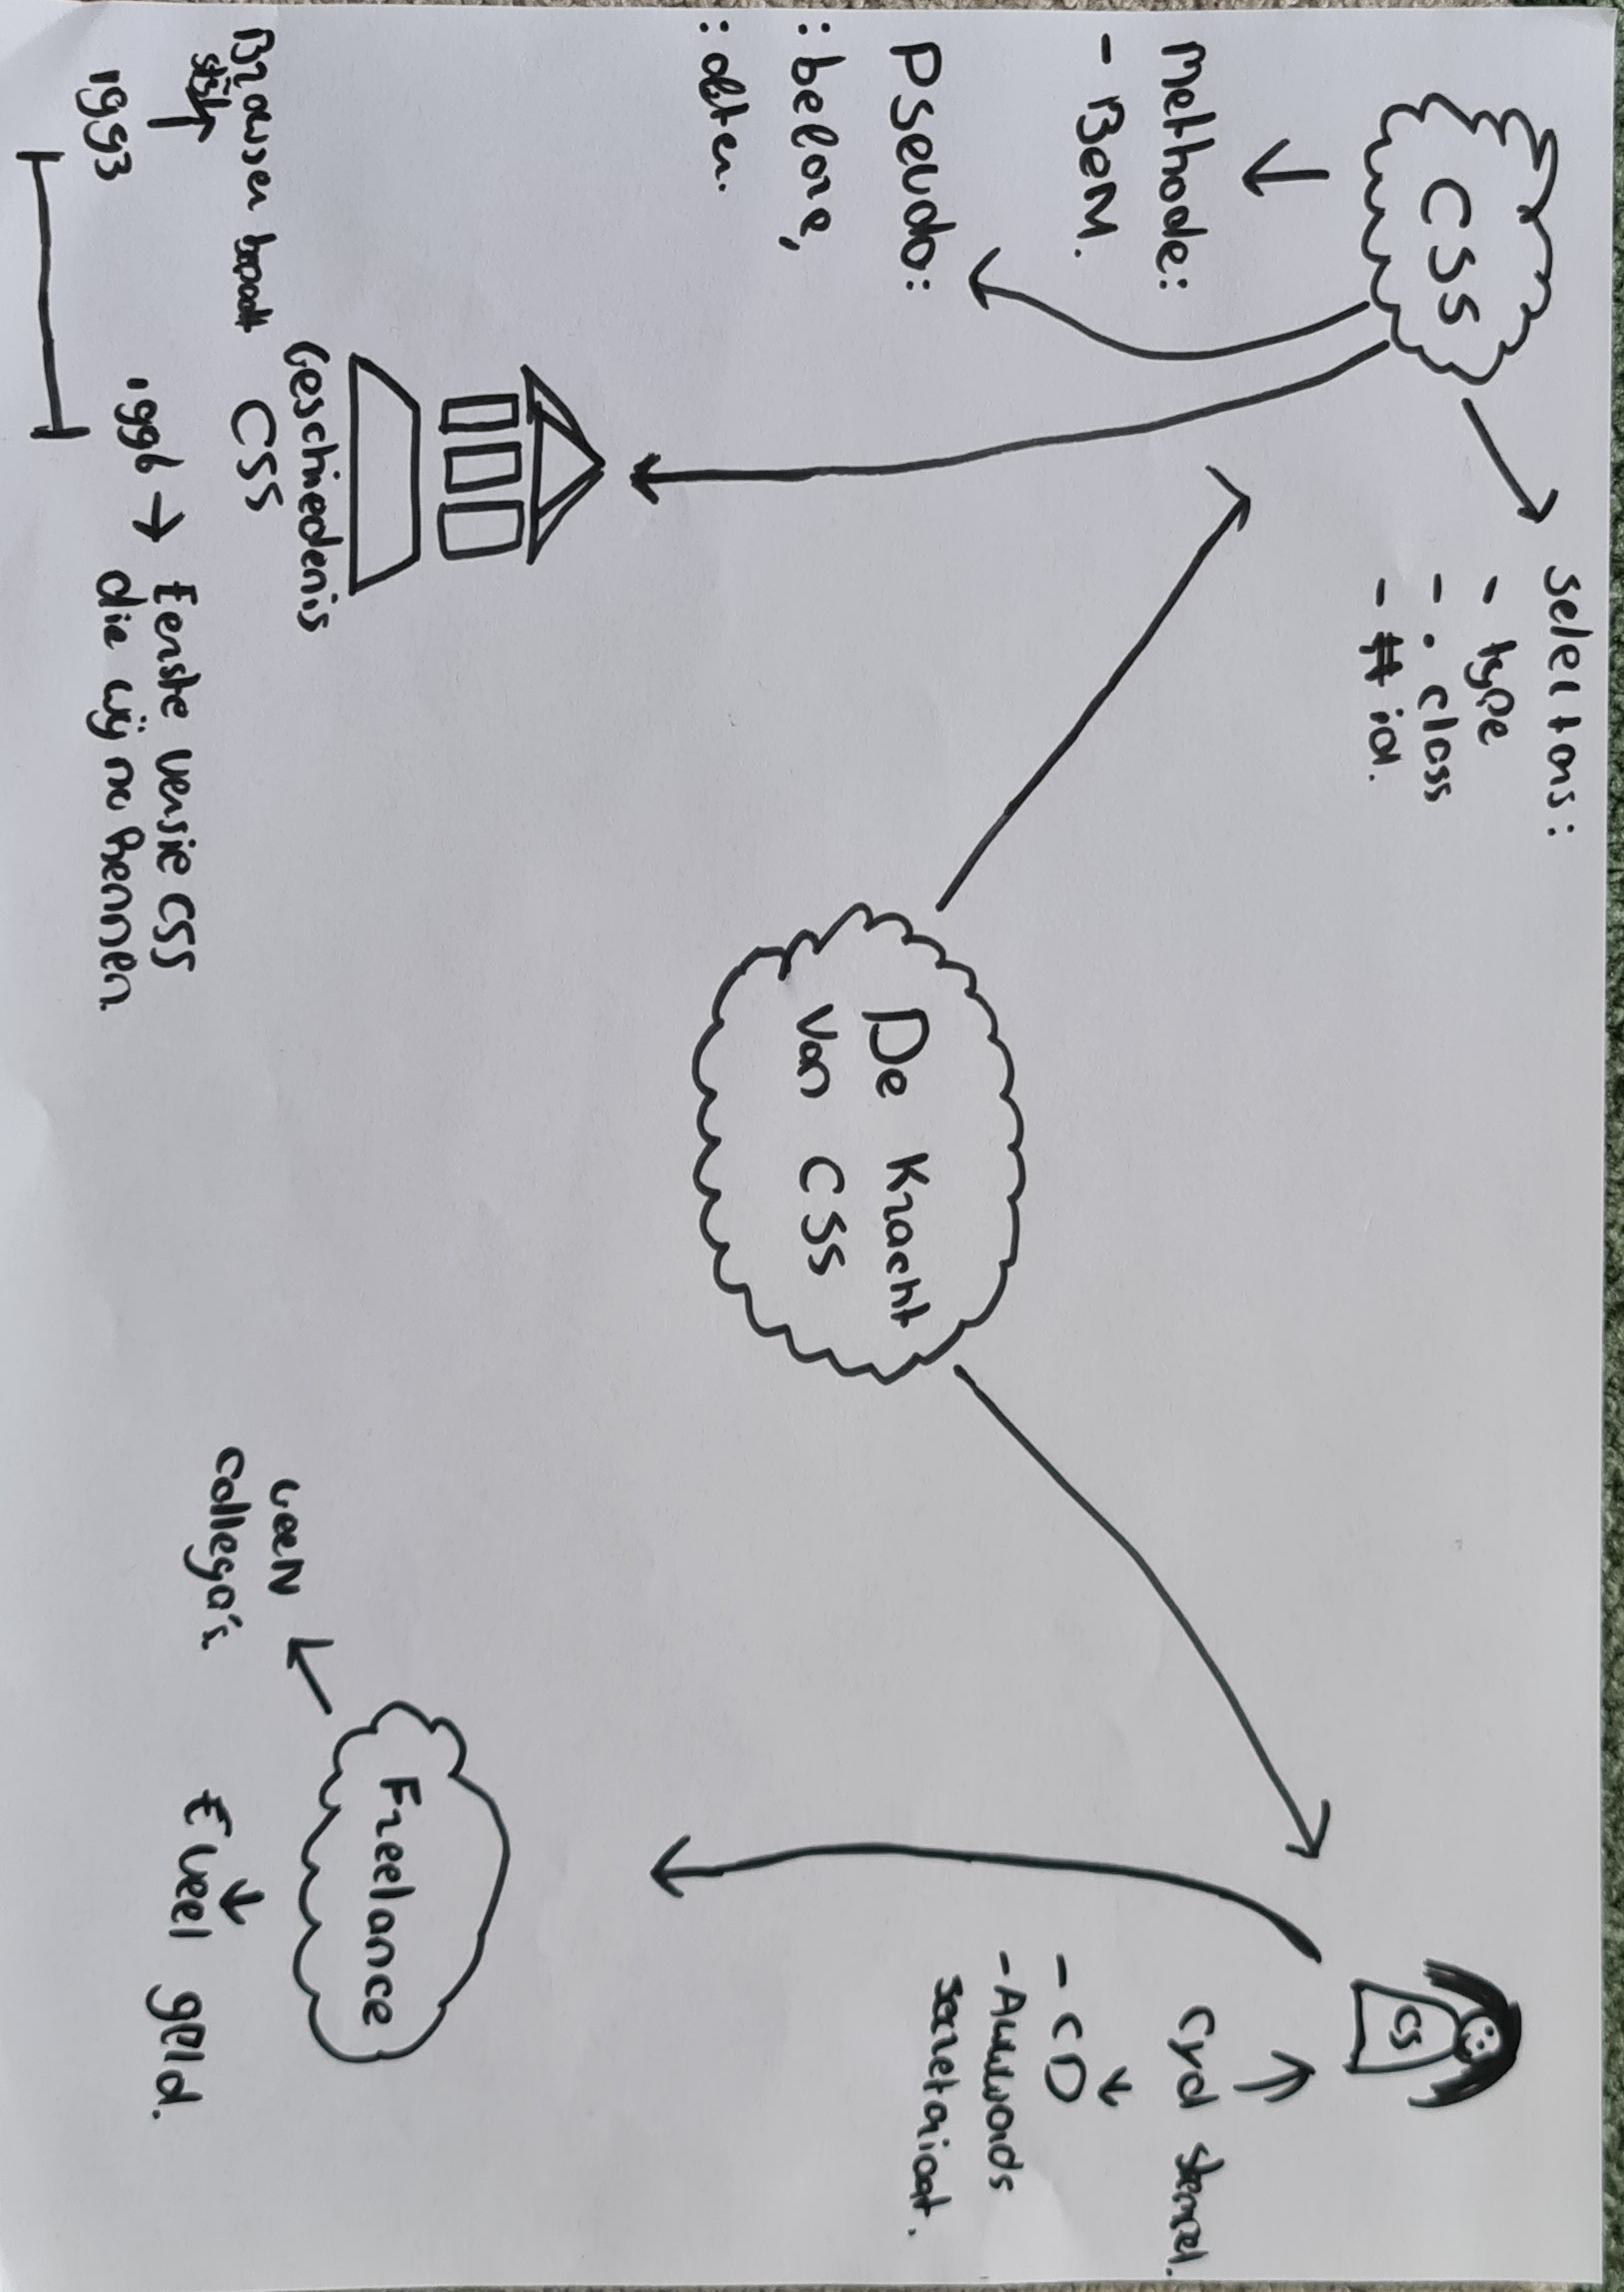 CSS
selectors:
- type
- . class
- # id.
Methode:
- BEM.
Pseudo:
: before,
: after.
Geschiedenis
CSS
Browser bepaalt
stijl
1993
1996 → Eerste versie CSS
die wij nu kennen
De Kracht
van CSS
CS
Cyd Stumpel.
- CD
- Awwwards
secretariaat.
Freelance
Geen
collega's.
€ veel geld.